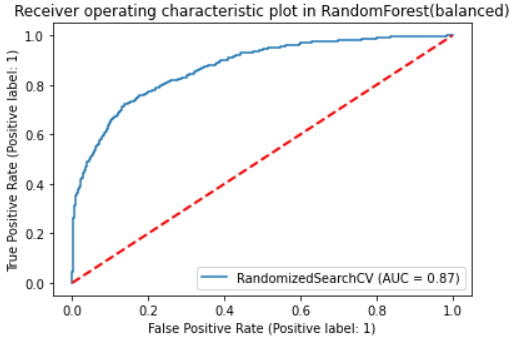 Receiver operating characteristic plot in RandomForest(balanced)
True Positive Rate (Positive label: 1)
1.0
0.8
0.6
0.4
0.2
0.0
RandomizedSearchCV (AUC = 0.87)
0.0 0.2 0.4 0.6 0.8 1.0
False Positive Rate (Positive label: 1)